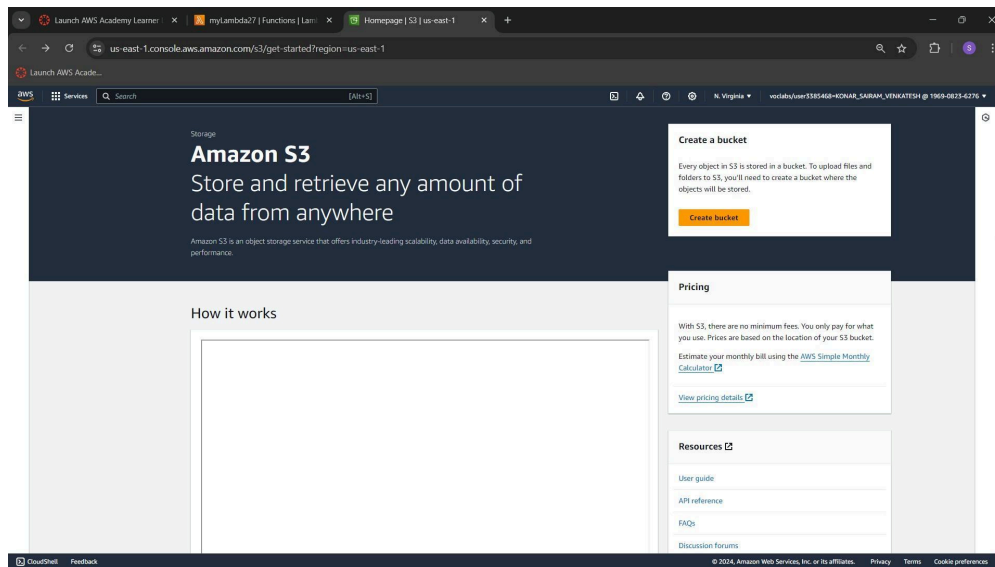 Launch AWS Academy Learner
myLambda27 | Functions | Lam
Homepage | S3 | us-east-1
us-east-1.console.aws.amazon.com/s3/get-started?region=us-east-1
S
Launch AWS Acade...
aws
Services
Search
[Alt+S]
N. Virginia
voclabs/user3385468=KONAR_SAIRAM_VENKATESH @ 1969-0823-6276
Storage
Amazon S3
Store and retrieve any amount of
data from anywhere
Amazon S3 is an object storage service that offers industry-leading scalability, data availability, security, and
performance.
Create a bucket
Every object in S3 is stored in a bucket. To upload files and
folders to S3, you'll need to create a bucket where the
objects will be stored.
Create bucket
How it works
Pricing
With S3, there are no minimum fees. You only pay for what
you use. Prices are based on the location of your S3 bucket.
Estimate your monthly bill using the AWS Simple Monthly
Calculator
View pricing details
Resources
User guide
API reference
FAQs
Discussion forums
CloudShell
Feedback
© 2024, Amazon Web Services, Inc. or its affiliates.
Privacy
Terms
Cookie preferences